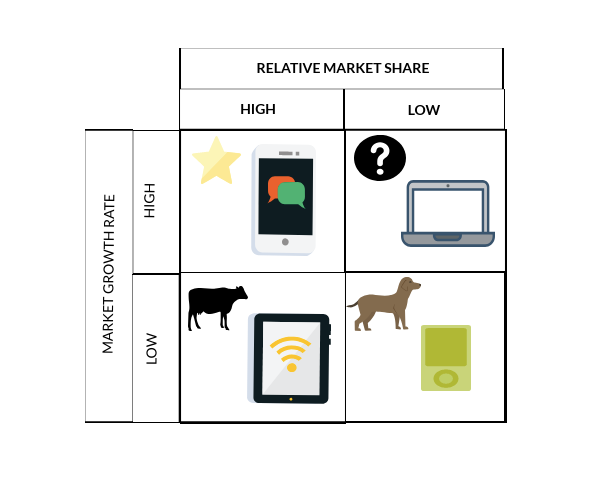 RELATIVE MARKET SHARE
HIGH
LOW
?
MARKET GROWTH RATE
HIGH
LOW